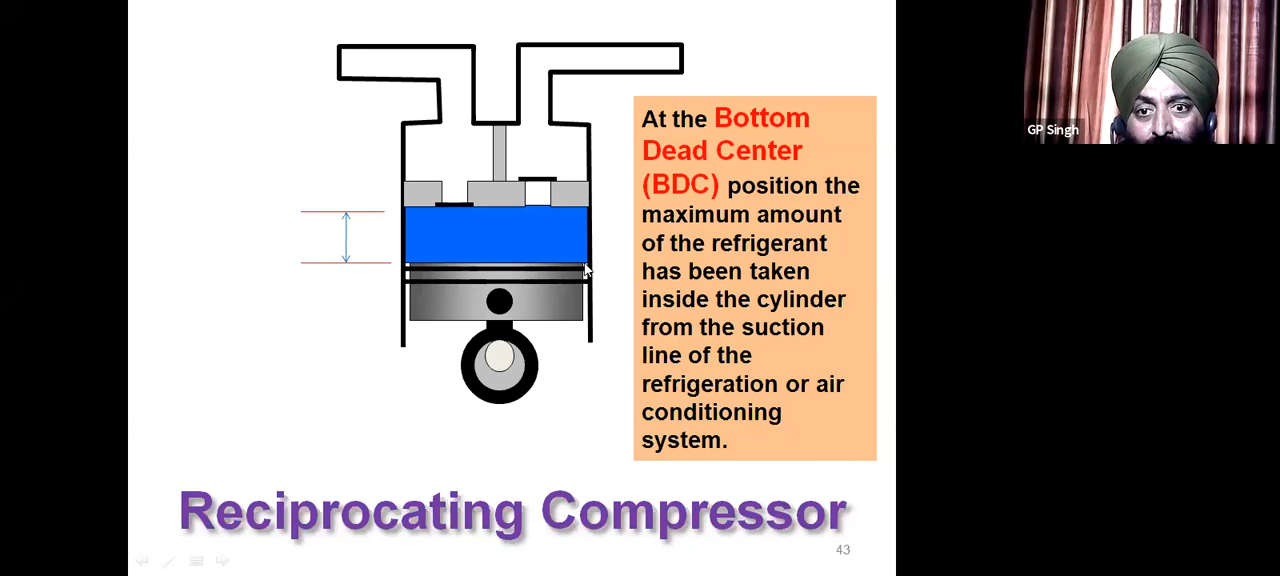 GP Singh
At the Bottom
Dead Center
(BDC) position the
maximum amount
of the refrigerant
has been taken
inside the cylinder
from the suction
line of the
refrigeration or air
conditioning
system.
Reciprocating Compressor
43